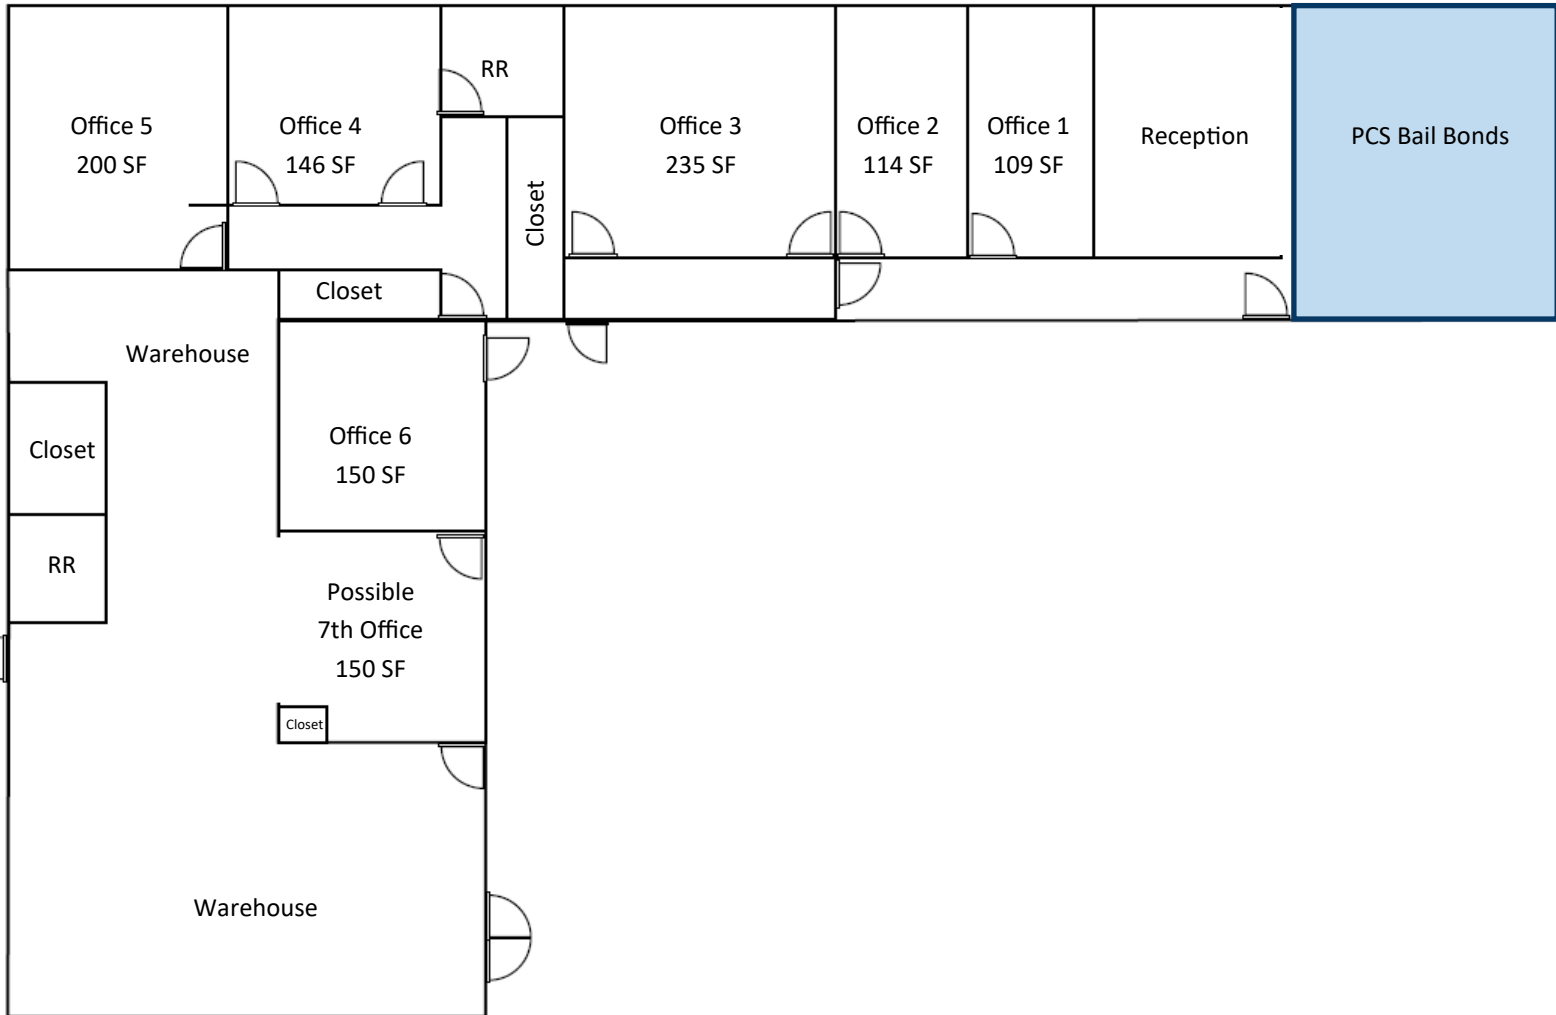 RR
Office 5
200 SF
Office 4
146 SF
Office 3
235 SF
Office 2
114 SF
Office 1
109 SF
Reception
PCS Bail Bonds
Closet
Closet
Warehouse
Closet
Office 6
150 SF
RR
Possible
7th Office
150 SF
Closet
Warehouse